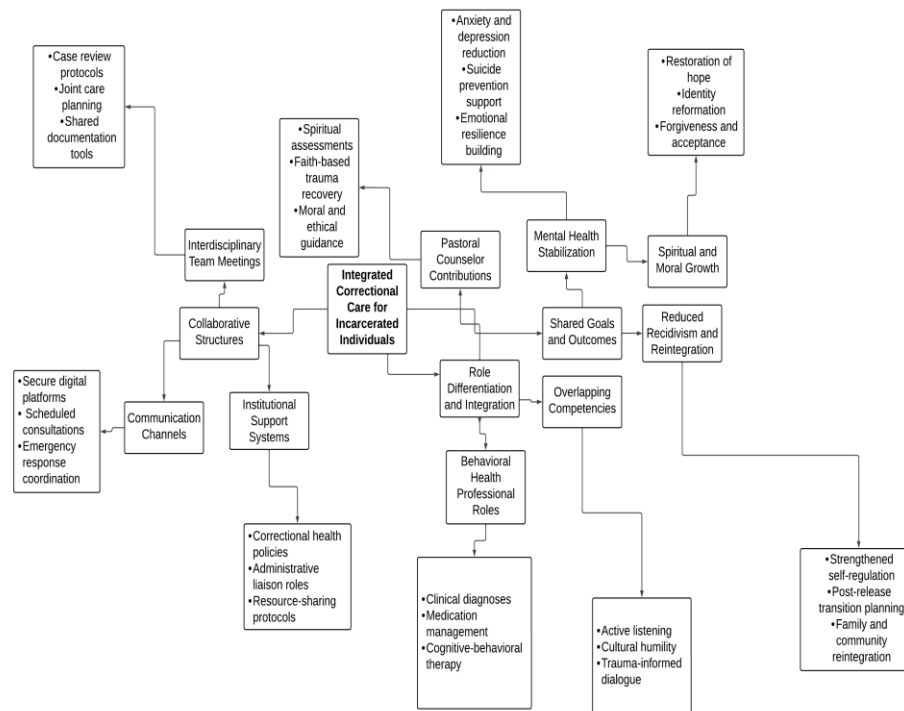 •Anxiety and
depression
reduction
•Suicide
prevention
support
•Emotional
resilience
building
•Case review
protocols
•Joint care
planning
•Shared
documentation
tools
•Restoration of
hope
•Identity
reformation
•Forgiveness and
acceptance
•Spiritual
assessments
•Faith-based
trauma
recovery
•Moral and
ethical
guidance
Interdisciplinary
Team Meetings
Pastoral
Counselor
Contributions
Mental Health
Stabilization
Spiritual and
Moral Growth
Integrated
Correctional
Care for
Incarcerated
Individuals
Collaborative
Structures
Shared Goals
and Outcomes
Reduced
Recidivism and
Reintegration
Role
Differentiation
and Integration
Overlapping
Competencies
•Secure digital
platforms
• Scheduled
consultations
•Emergency
response
coordination
Communication
Channels
Institutional
Support
Systems
Behavioral
Health
Professional
Roles
•Correctional health
policies
•Administrative
liaison roles
•Resource-sharing
protocols
•Clinical diagnoses
•Medication
management
•Cognitive-behavioral
therapy
•Active listening
•Cultural humility
•Trauma-informed
dialogue
•Strengthened
self-regulation
•Post-release
transition planning
•Family and
community
reintegration